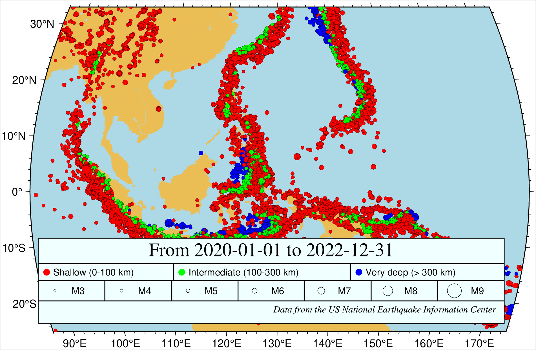 30°N
20°N
10°N
0°
10°S
From 2020-01-01 to 2022-12-31
Shallow (0-100 km) Intermediate (100-300 km) Very deep (> 300 km)
M3 M4 M5 M6 M7 M8 M9
20°S
Data from the US National Earthquake Information Center
90°E 100°E 110°E 120°E 130°E 140°E 150°E 160°E 170°E